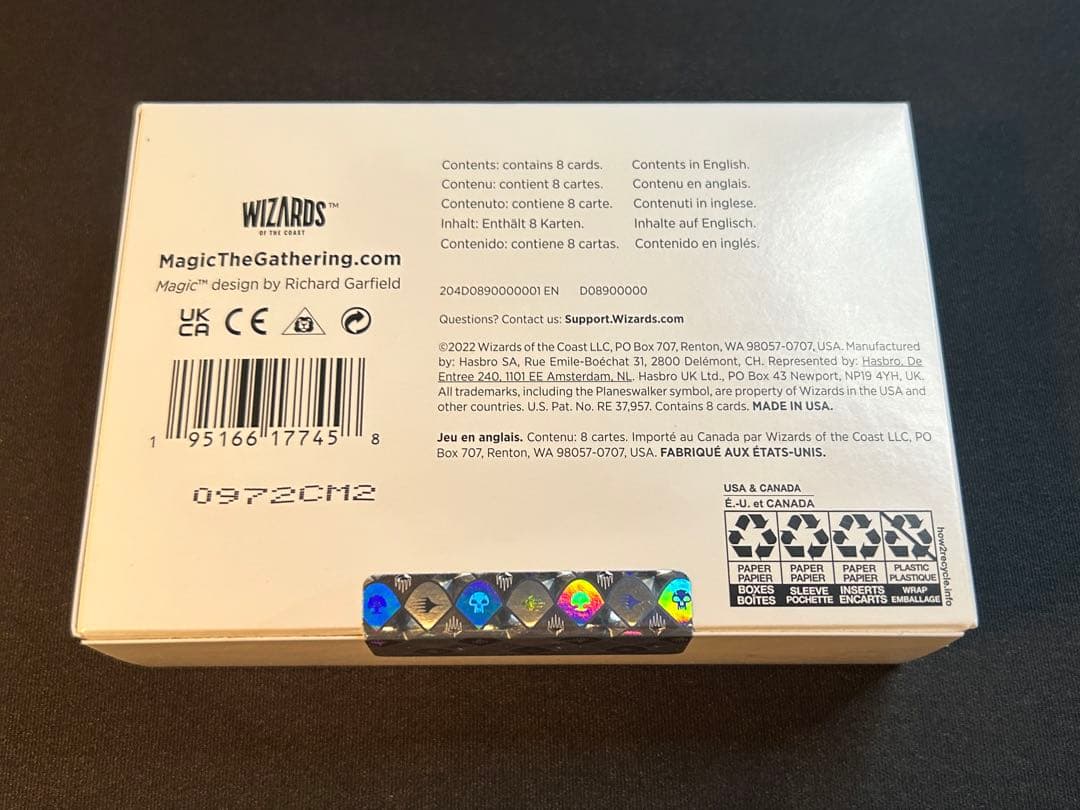 WIZARDS™
OF THE COAST
MagicTheGathering.com
Magic™ design by Richard Garfield
UK
CA CE
1 95166 17745 8
0972CM2
Contents: contains 8 cards. Contents in English.
Contenu: contient 8 cartes. Contenu en anglais.
Contenuto: contiene 8 carte. Contenuti in inglese.
Inhalt: Enthält 8 Karten. Inhalte auf Englisch.
Contenido: contiene 8 cartas. Contenido en inglés.
204D0890000001 EN D08900000
Questions? Contact us: Support.Wizards.com
©2022 Wizards of the Coast LLC, PO Box 707, Renton, WA 98057-0707, USA. Manufactured
by: Hasbro SA, Rue Emile-Boéchat 31, 2800 Delémont, CH. Represented by: Hasbro, De
Entree 240, 1101 EE Amsterdam, NL. Hasbro UK Ltd., PO Box 43 Newport, NP19 4YH, UK.
All trademarks, including the Planeswalker symbol, are property of Wizards in the USA and
other countries. U.S. Pat. No. RE 37,957. Contains 8 cards. MADE IN USA.
Jeu en anglais. Contenu: 8 cartes. Importé au Canada par Wizards of the Coast LLC, PO
Box 707, Renton, WA 98057-0707, USA. FABRIQUÉ AUX ÉTATS-UNIS.
USA & CANADA
É.-U. et CANADA
PAPER PAPER PAPER PLASTIC
PAPIER PAPIER PAPIER PLASTIQUE
BOXES SLEEVE INSERTS WRAP
BOÎTES POCHETTE ENCARTS EMBALLAGE
how2recycle.info